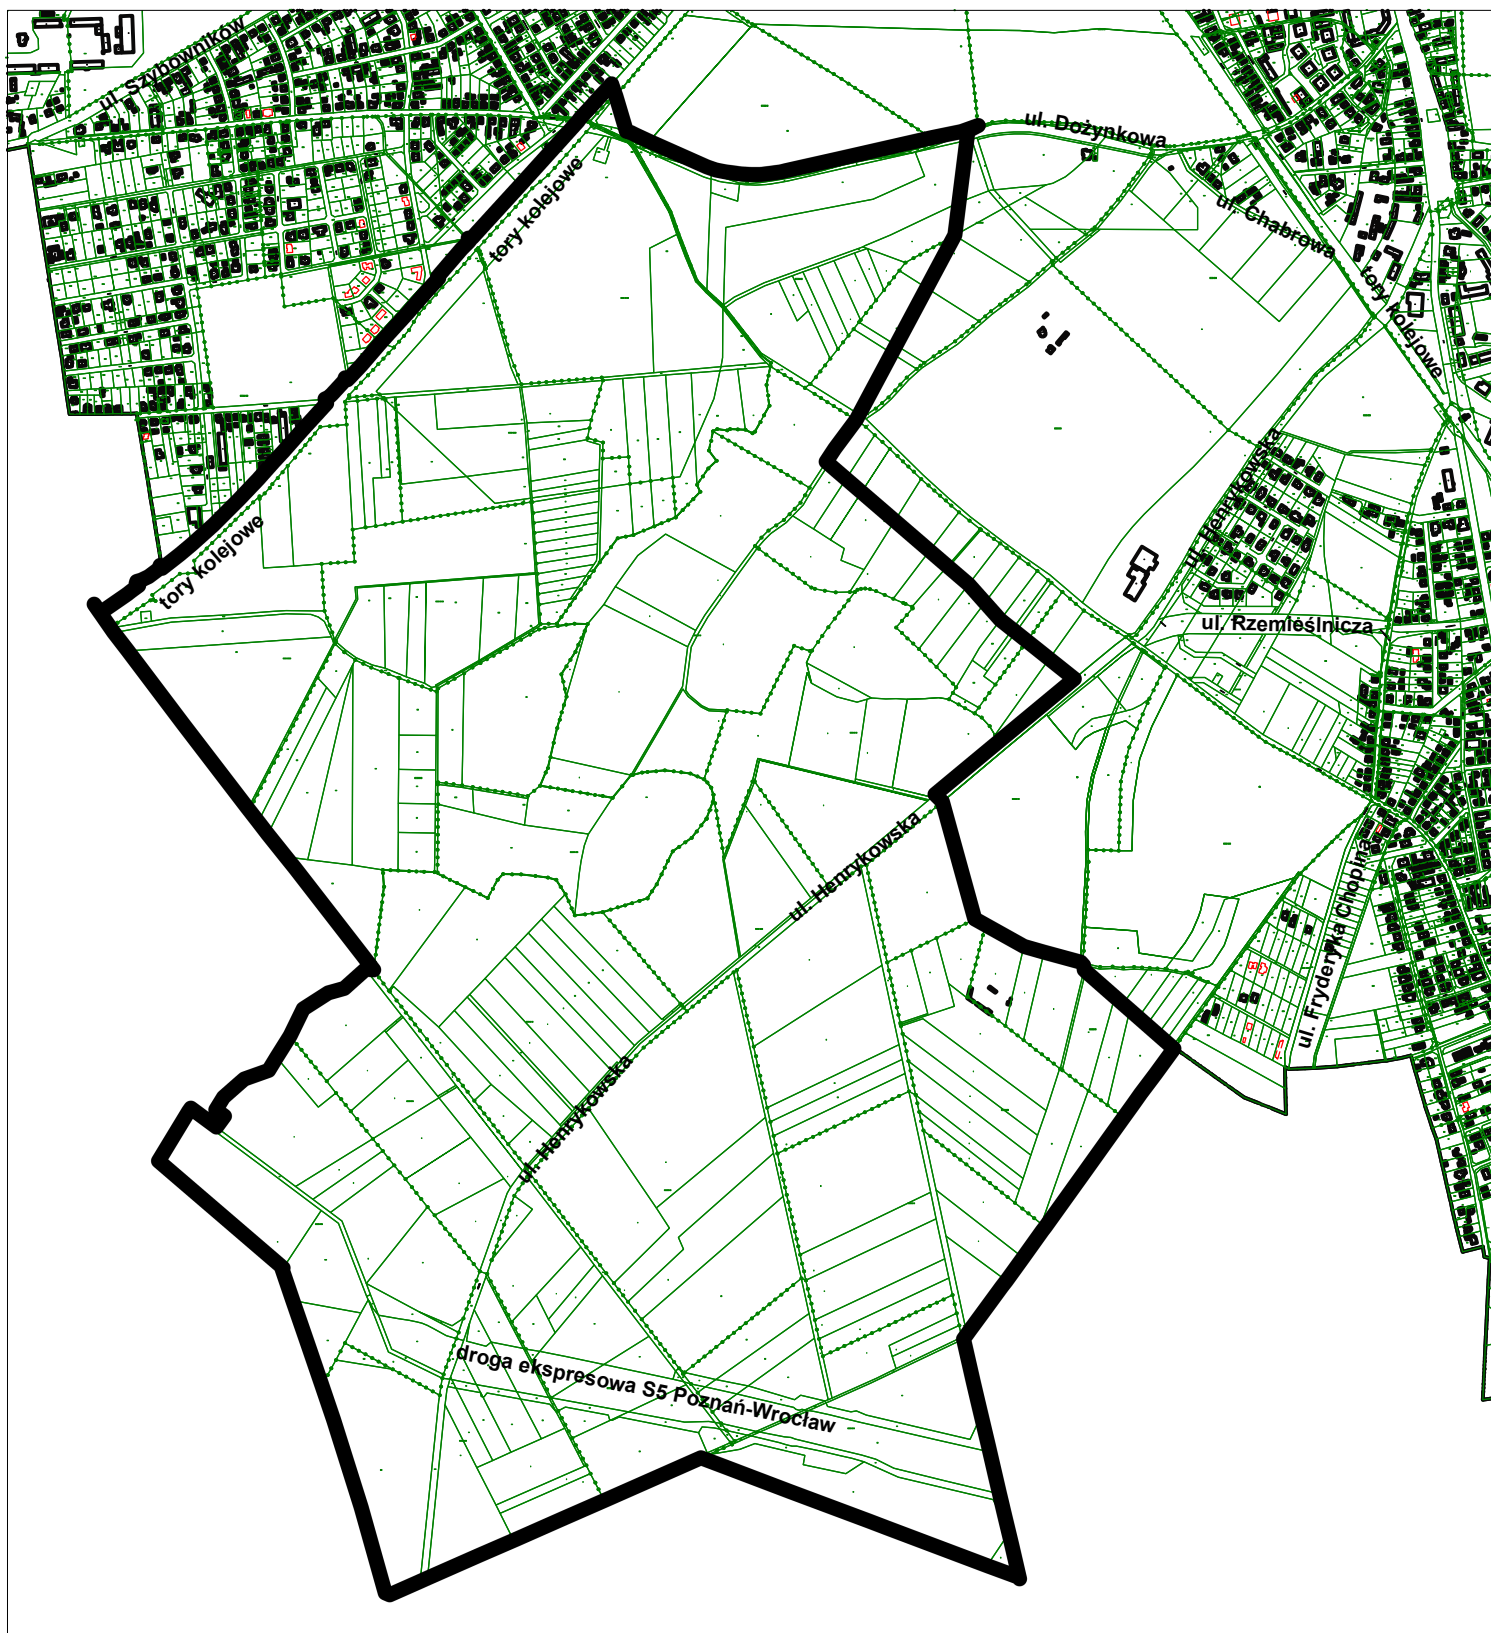 ul. Szybowników
ul. Dożynkowa
tory kolejowe
ul. Chabrowa
tory kolejowe
ul. Henrykowska
tory kolejowe
ul. Rzemieślnicza
ul. Henrykowska
ul. Fryderyka Chopina
ul. Henrykowska
droga ekspresowa S5 Poznań-Wrocław